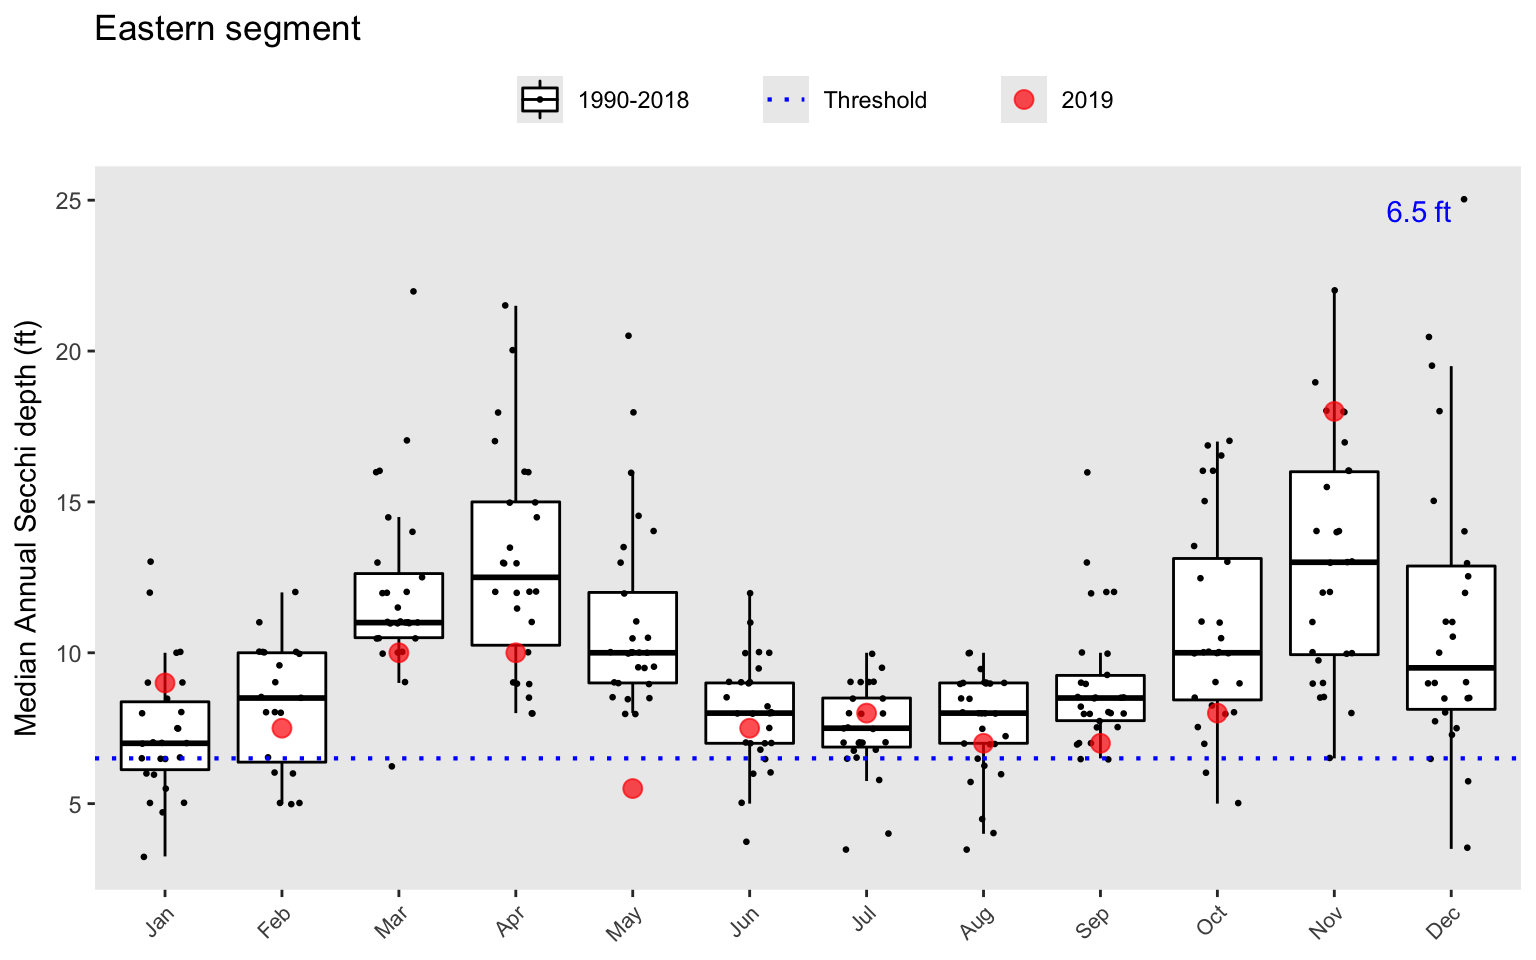 Eastern segment
1990-2018 Threshold 2019
Median Annual Secchi depth (ft)
25
20
15
10
5
6.5 ft
Jan Feb Mar Apr May Jun Jul Aug Sep Oct Nov Dec